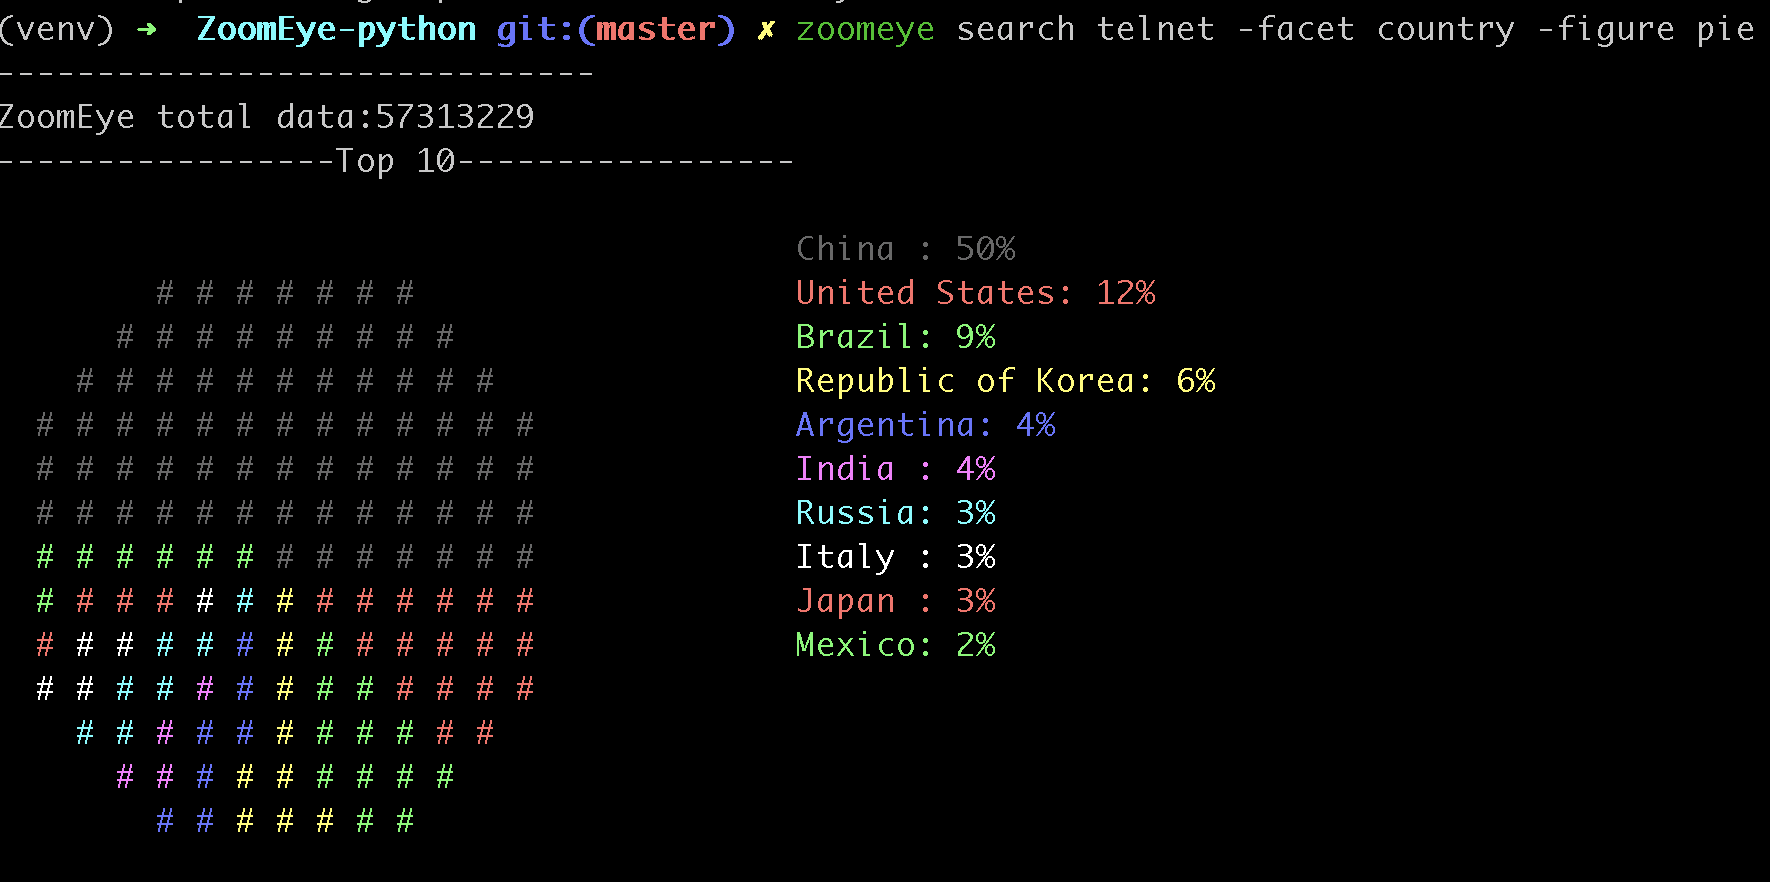 (venv) ➜  ZoomEye-python git:(master) ✗ zoomeye search telnet -facet country -figure pie
------------------------------
ZoomEye total data:57313229
-----------------Top 10-----------------
China : 50%
# # # # # # # United States: 12%
# # # # # # # # # Brazil: 9%
# # # # # # # # # # # Republic of Korea: 6%
# # # # # # # # # # # # # Argentina: 4%
# # # # # # # # # # # # # India : 4%
# # # # # # # # # # # # # Russia: 3%
# # # # # # # # # # # # # Italy : 3%
# # # # # # # # # # # # # Japan : 3%
# # # # # # # # # # # # # Mexico: 2%
# # # # # # # # # # # # #
# # # # # # # # # # #
# # # # # # # # #
# # # # # # #